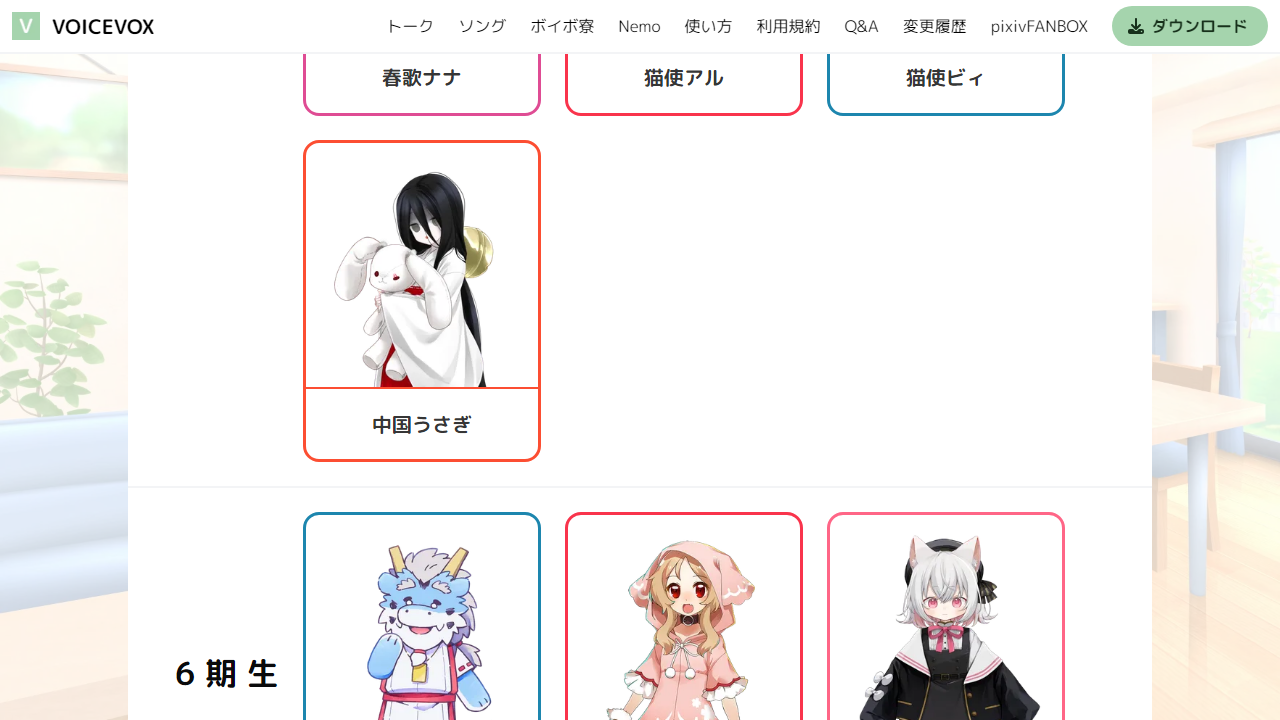 V VOICEVOX トーク ソング ボイボ寮 Nemo 使い方 利用規約 Q&A 変更履歴 pixivFANBOX ダウンロード
春歌ナナ 猫使アル 猫使ビィ
中国うさぎ
6期生